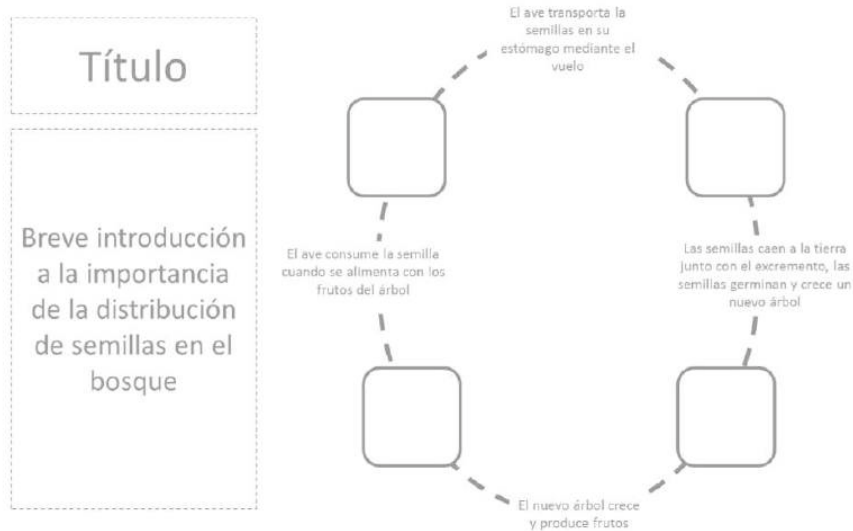 Título
Breve introducción
a la importancia
de la distribución
de semillas en el
bosque
El ave transporta la
semillas en su
estómago mediante el
vuelo
El ave consume la semilla
cuando se alimenta con los
frutos del árbol
Las semillas caen a la tierra
junto con el excremento, las
semillas germinan y crece un
nuevo árbol
El nuevo árbol crece
y produce frutos